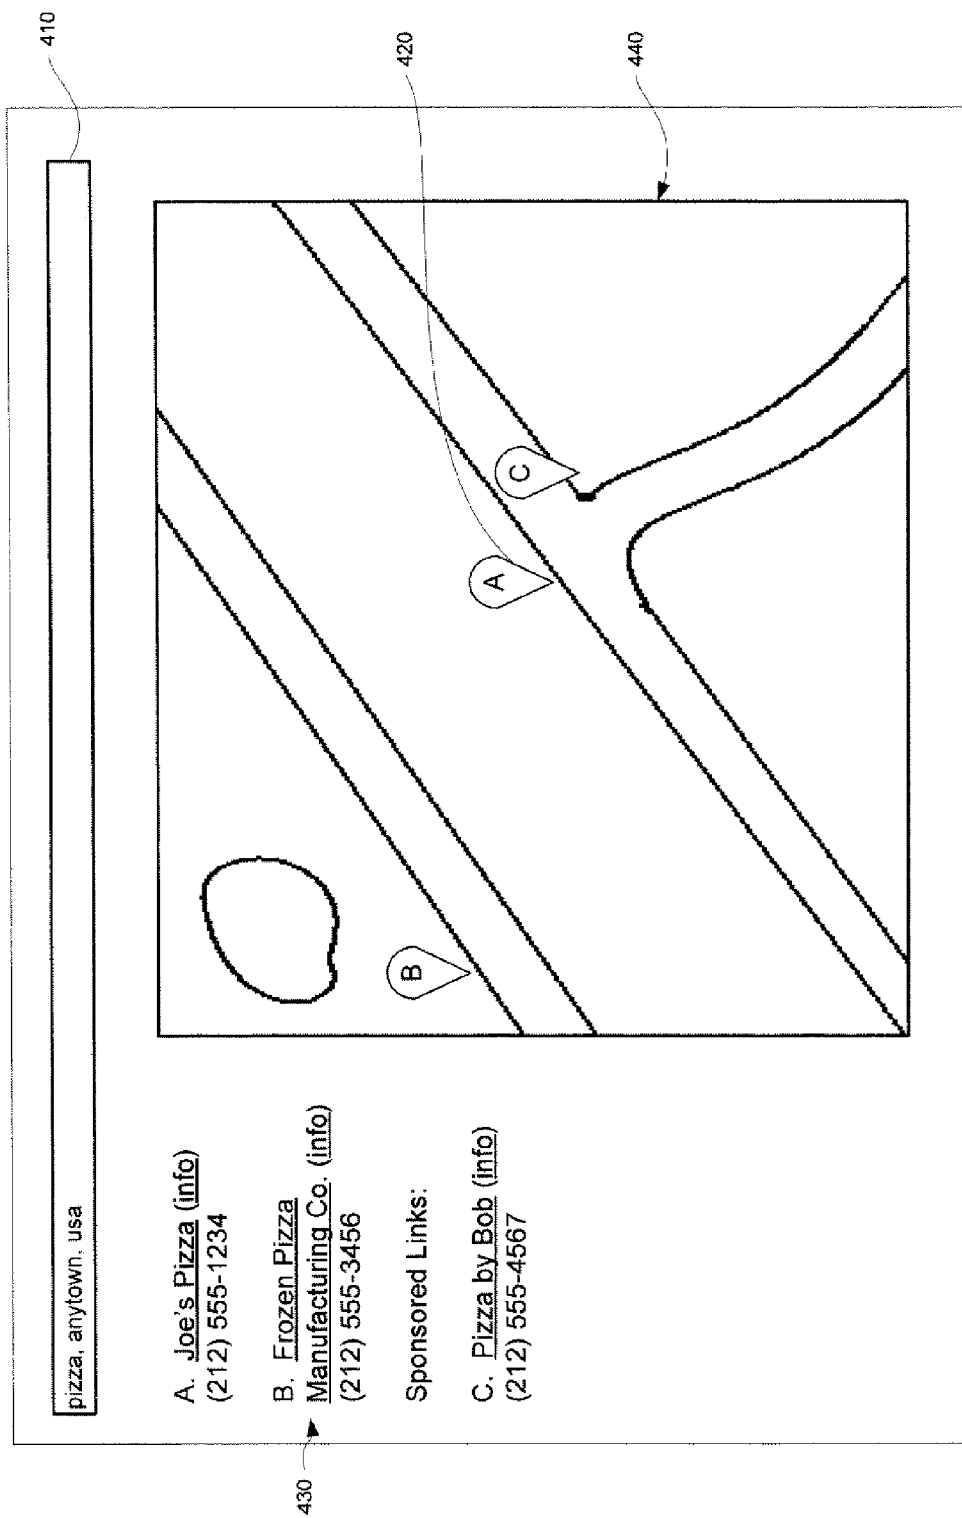 410
pizza, anytown, usa
420
440
A. Joe's Pizza (info)
(212) 555-1234
B. Frozen Pizza
Manufacturing Co. (info)
(212) 555-3456
430
Sponsored Links:
C. Pizza by Bob (info)
(212) 555-4567
B
A
C